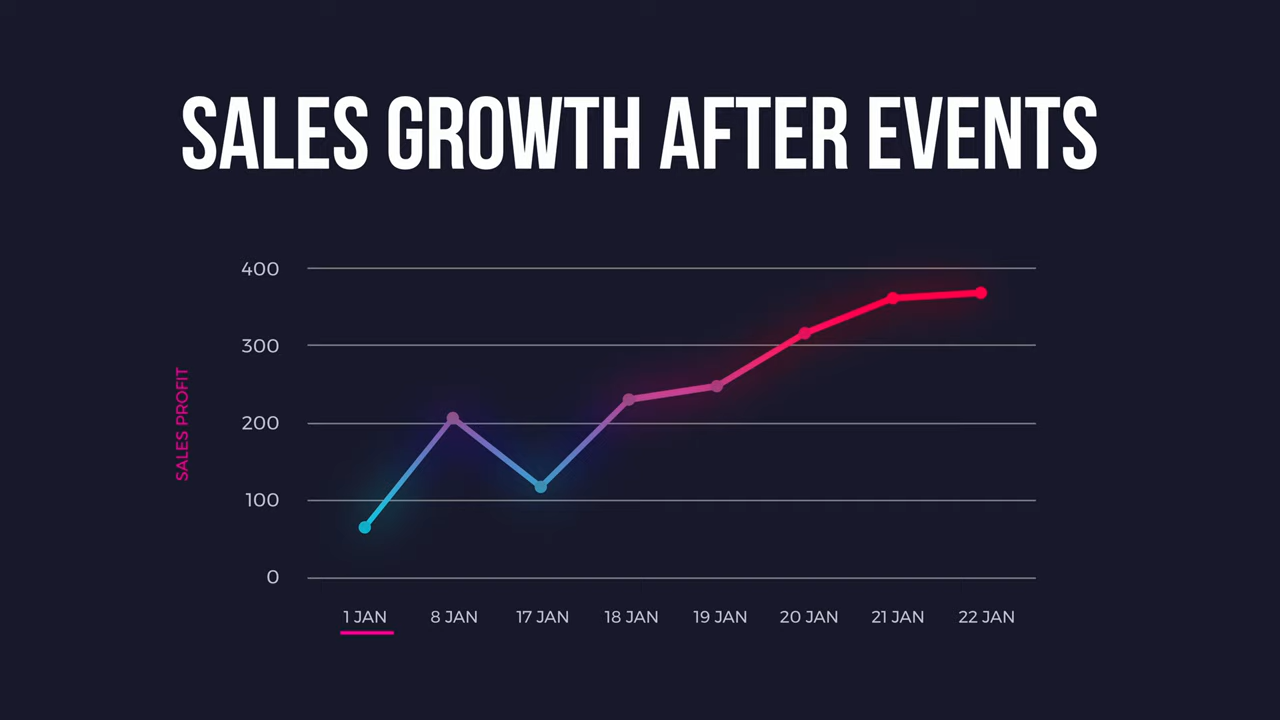 SALES GROWTH AFTER EVENTS
400
300
200
100
0
SALES PROFIT
1 JAN 8 JAN 17 JAN 18 JAN 19 JAN 20 JAN 21 JAN 22 JAN